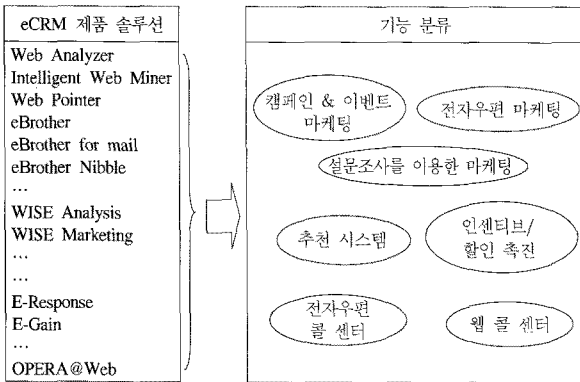 eCRM 제품 솔루션
Web Analyzer
Intelligent Web Miner
Web Pointer
eBrother
eBrother for mail
eBrother Nibble
…
WISE Analysis
WISE Marketing
…
…
E-Response
E-Gain
…
OPERA@Web
기능 분류
캠페인 & 이벤트
마케팅
전자우편 마케팅
설문조사를 이용한 마케팅
추천 시스템
인센티브/
할인 촉진
전자우편
콜 센터
웹 콜 센터